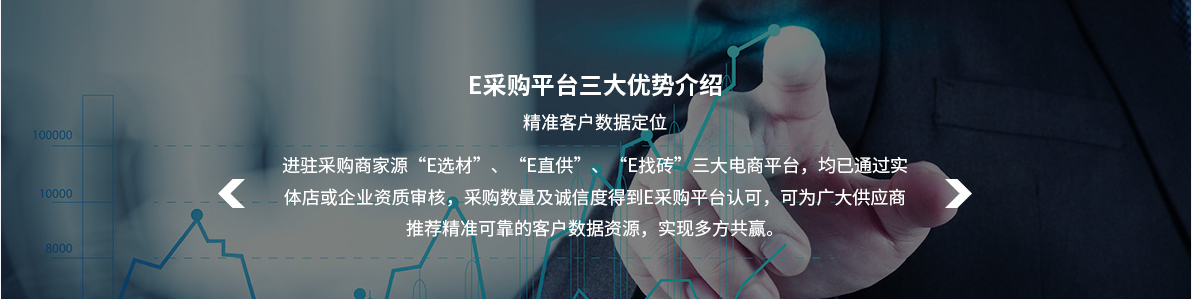 E采购平台三大优势介绍
精准客户数据定位
进驻采购商家源“E选材”、“E直供”、“E找砖”三大电商平台，均已通过实
体店或企业资质审核，采购数量及诚信度得到E采购平台认可，可为广大供应商
推荐精准可靠的客户数据资源，实现多方共赢。
100000
10000
8000